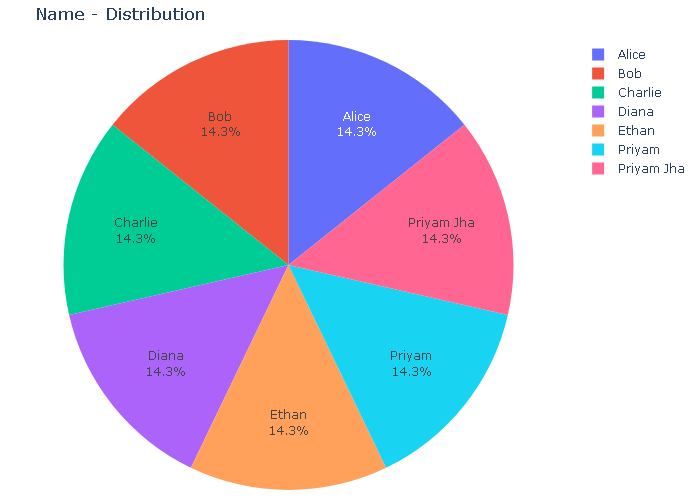 Name - Distribution
Alice
14.3%
Bob
14.3%
Charlie
14.3%
Diana
14.3%
Ethan
14.3%
Priyam
14.3%
Priyam Jha
14.3%
Alice
Bob
Charlie
Diana
Ethan
Priyam
Priyam Jha